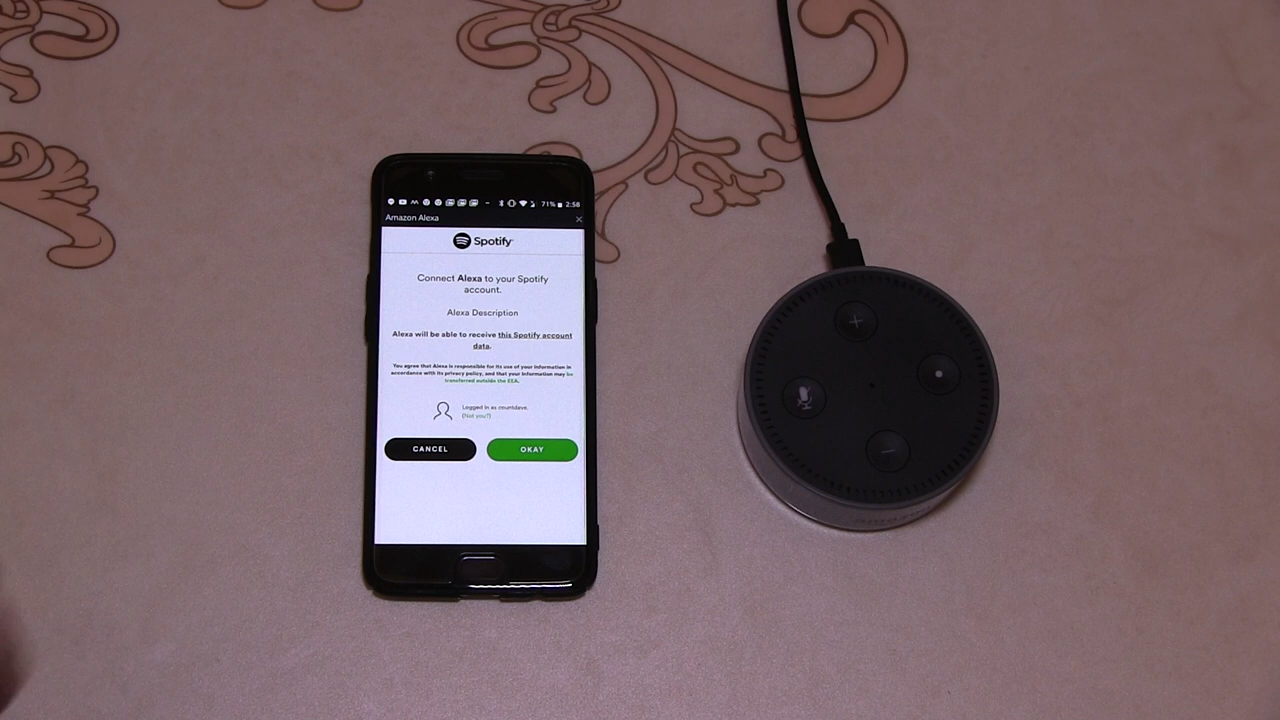 71% 2:58
Amazon Alexa
Spotify
Connect Alexa to your Spotify
account.
Alexa Description
Alexa will be able to receive this Spotify account
data.
You agree that Alexa is responsible for its use of your information in
accordance with its privacy policy, and that your information may be
transferred outside the EEA.
Logged in as countdave.
(Not you?)
CANCEL OKAY
amazon